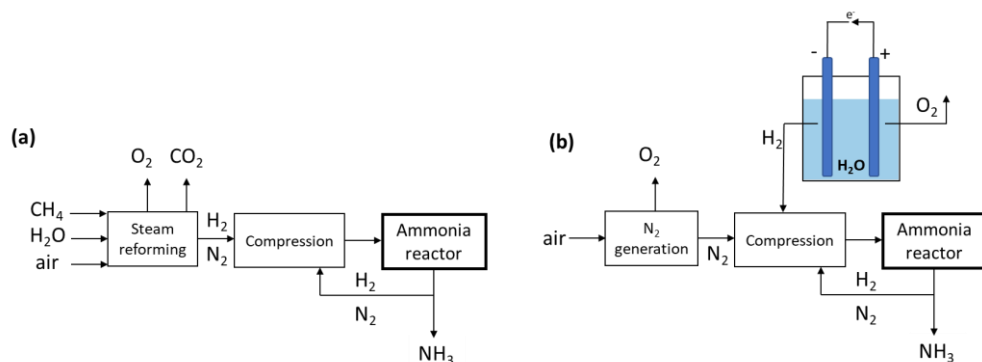 (a)
O₂ CO₂
CH₄
H₂O
air
Steam
reforming
H₂
N₂
Compression
Ammonia
reactor
H₂
N₂
NH₃
(b)
e⁻
- +
H₂
O₂
H₂O
O₂
air
N₂
generation
N₂
Compression
Ammonia
reactor
H₂
N₂
NH₃